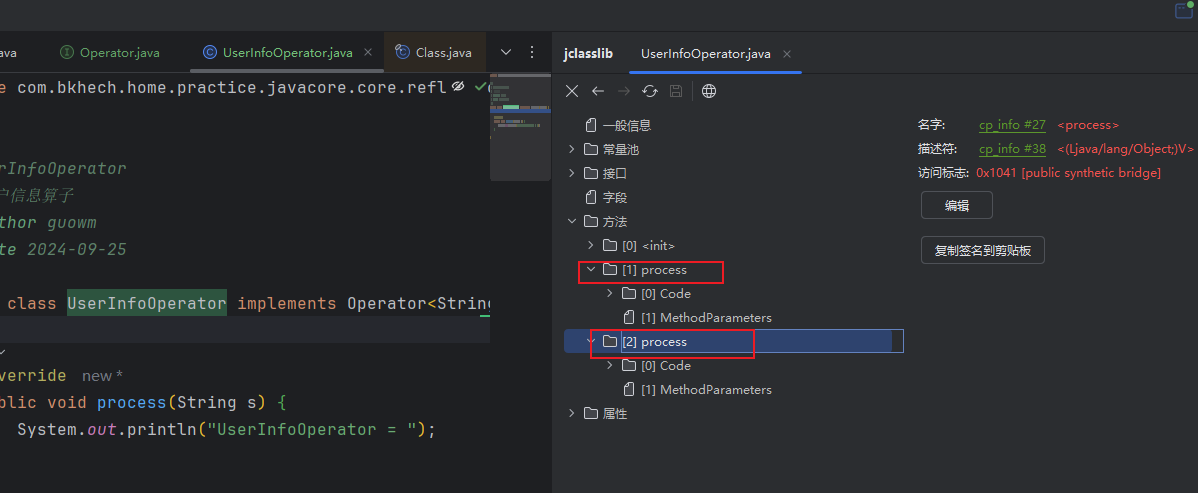 ava
Operator.java
UserInfoOperator.java
Class.java
e com.bkhech.home.practice.javacore.core.refl
erInfoOperator
户信息算子
thor guowm
te 2024-09-25
class UserInfoOperator implements Operator<String
verride new *
blic void process(String s) {
System.out.println("UserInfoOperator = ");
jclasslib
UserInfoOperator.java
一般信息
常量池
接口
字段
方法
[0] <init>
[1] process
[0] Code
[1] MethodParameters
[2] process
[0] Code
[1] MethodParameters
属性
名字: cp_info #27 <process>
描述符: cp_info #38 <(Ljava/lang/Object;)V>
访问标志: 0x1041 [public synthetic bridge]
编辑
复制签名到剪贴板